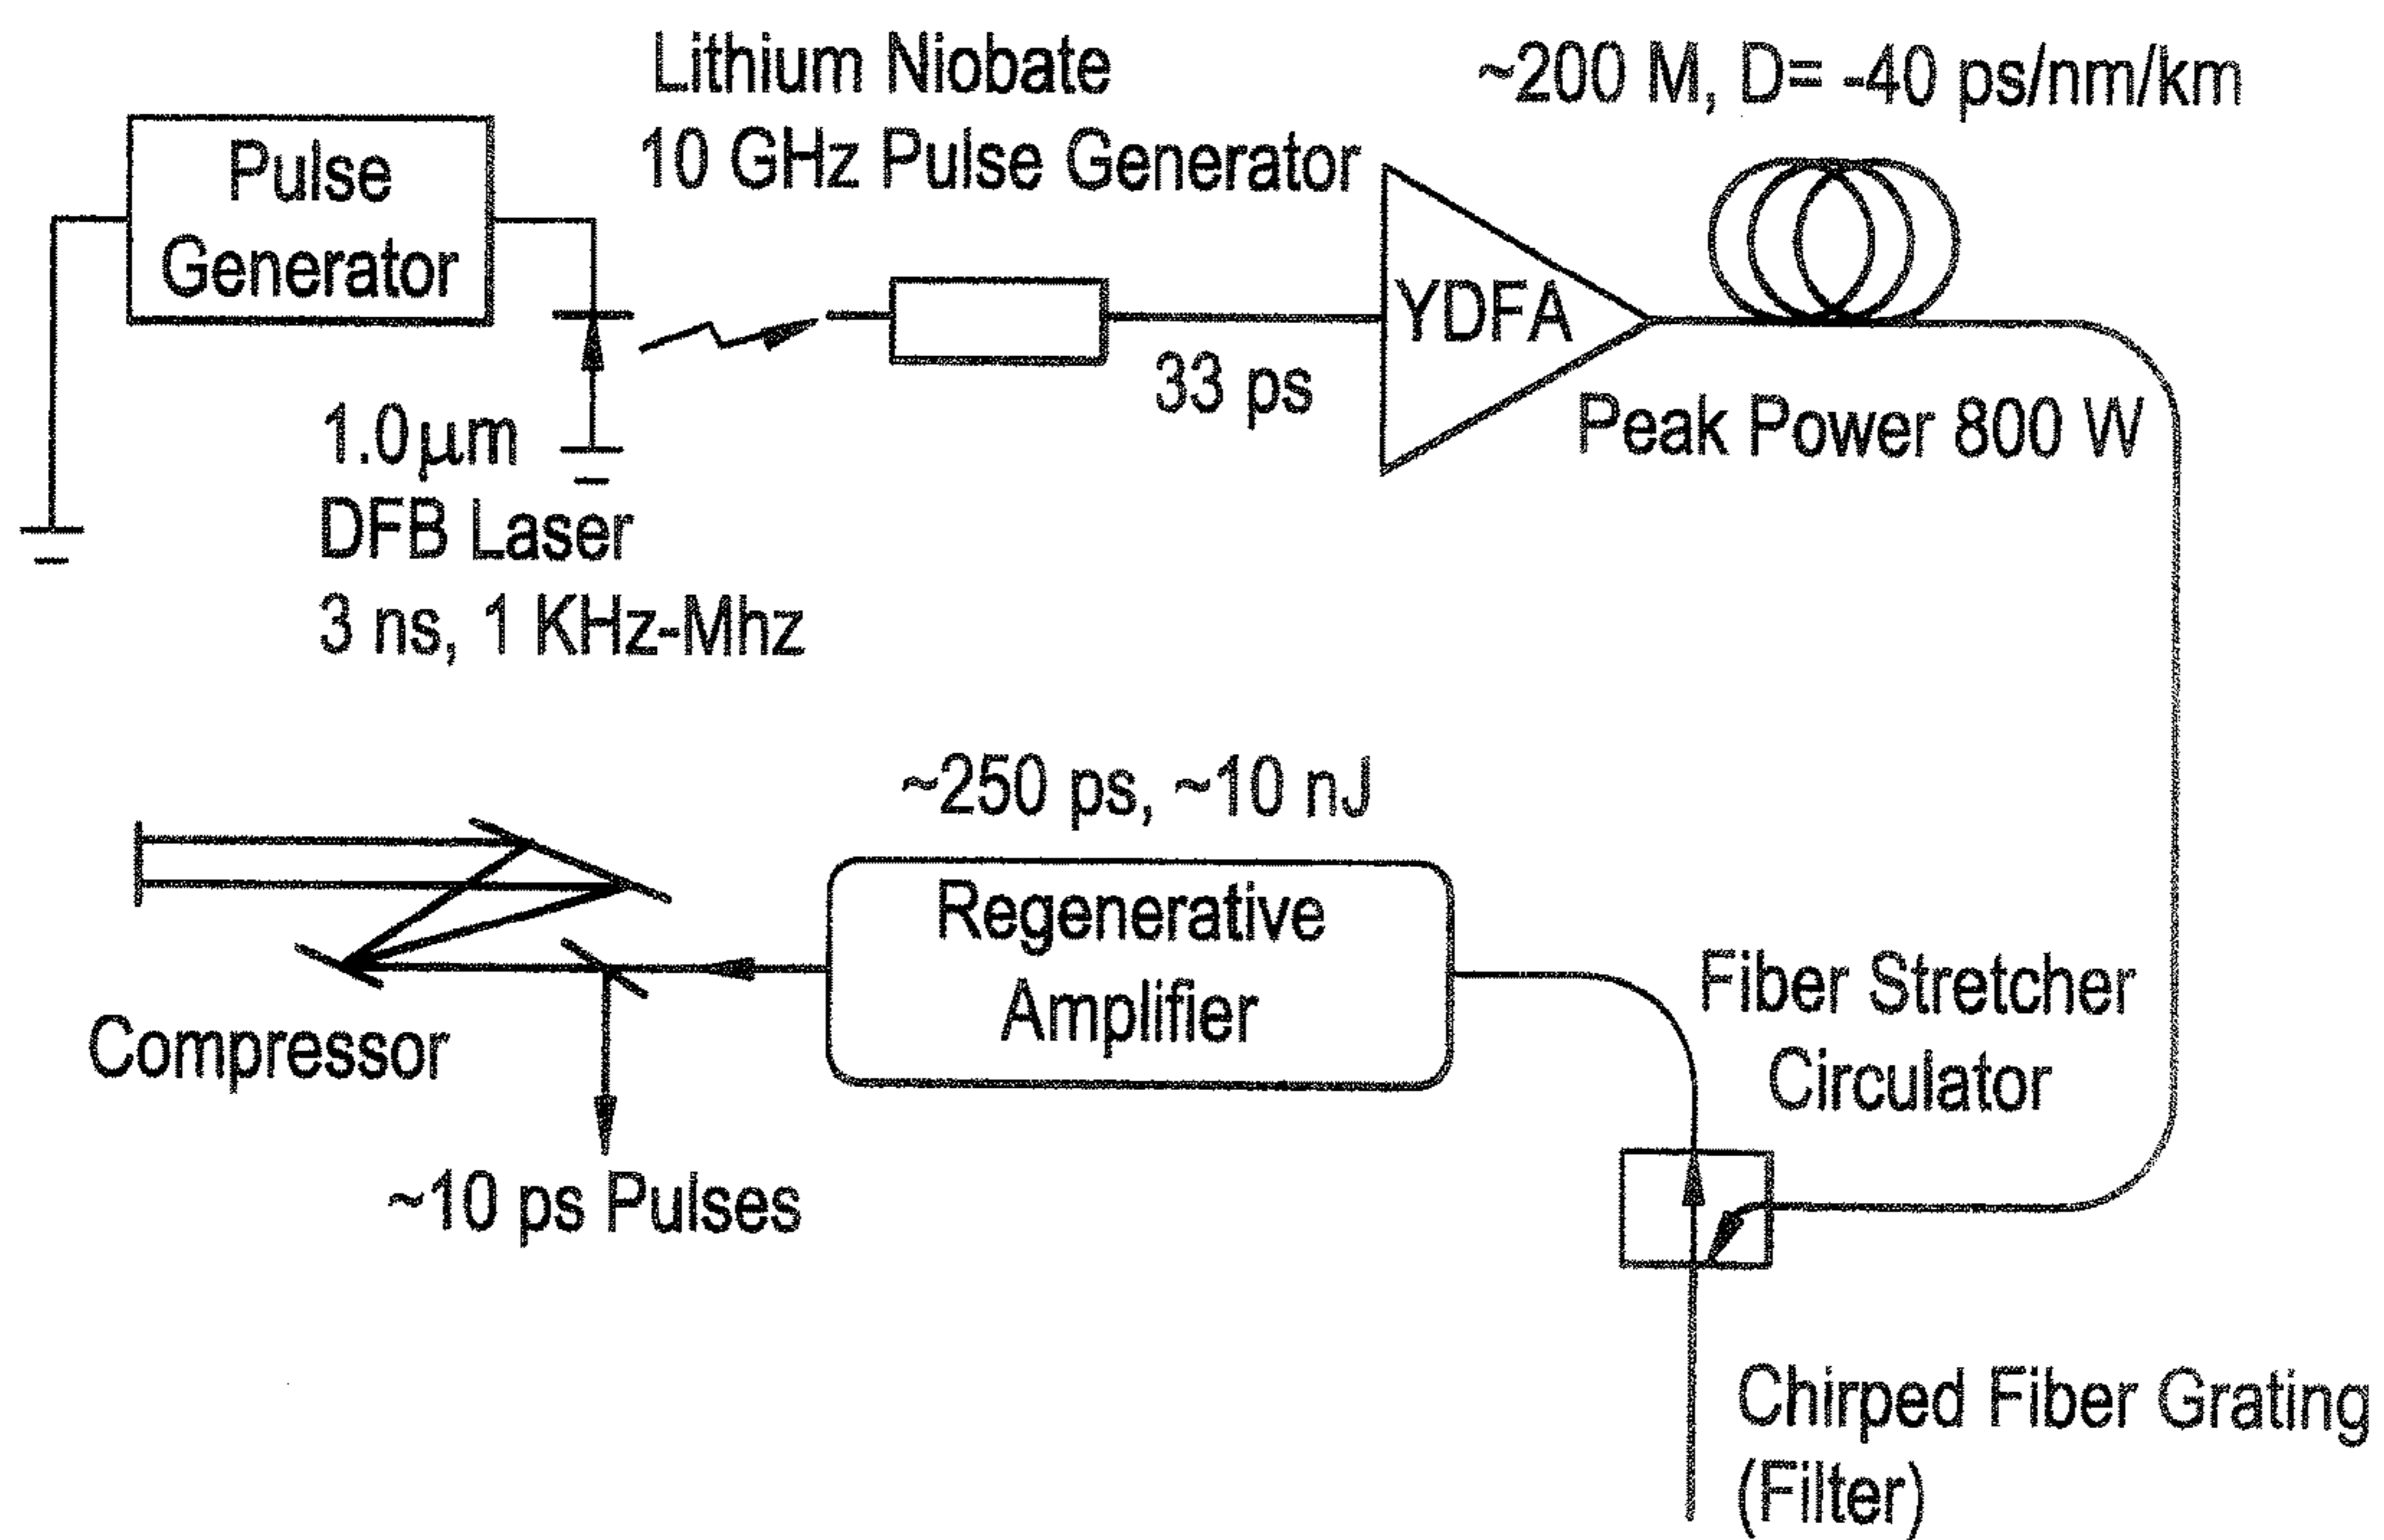 Lithium Niobate
10 GHz Pulse Generator
~200 M, D= -40 ps/nm/km
Pulse
Generator
YDFA
33 ps
Peak Power 800 W
1.0μm
DFB Laser
3 ns, 1 KHz-Mhz
~250 ps, ~10 nJ
Regenerative
Amplifier
Fiber Stretcher
Circulator
Compressor
~10 ps Pulses
Chirped Fiber Grating
(Filter)